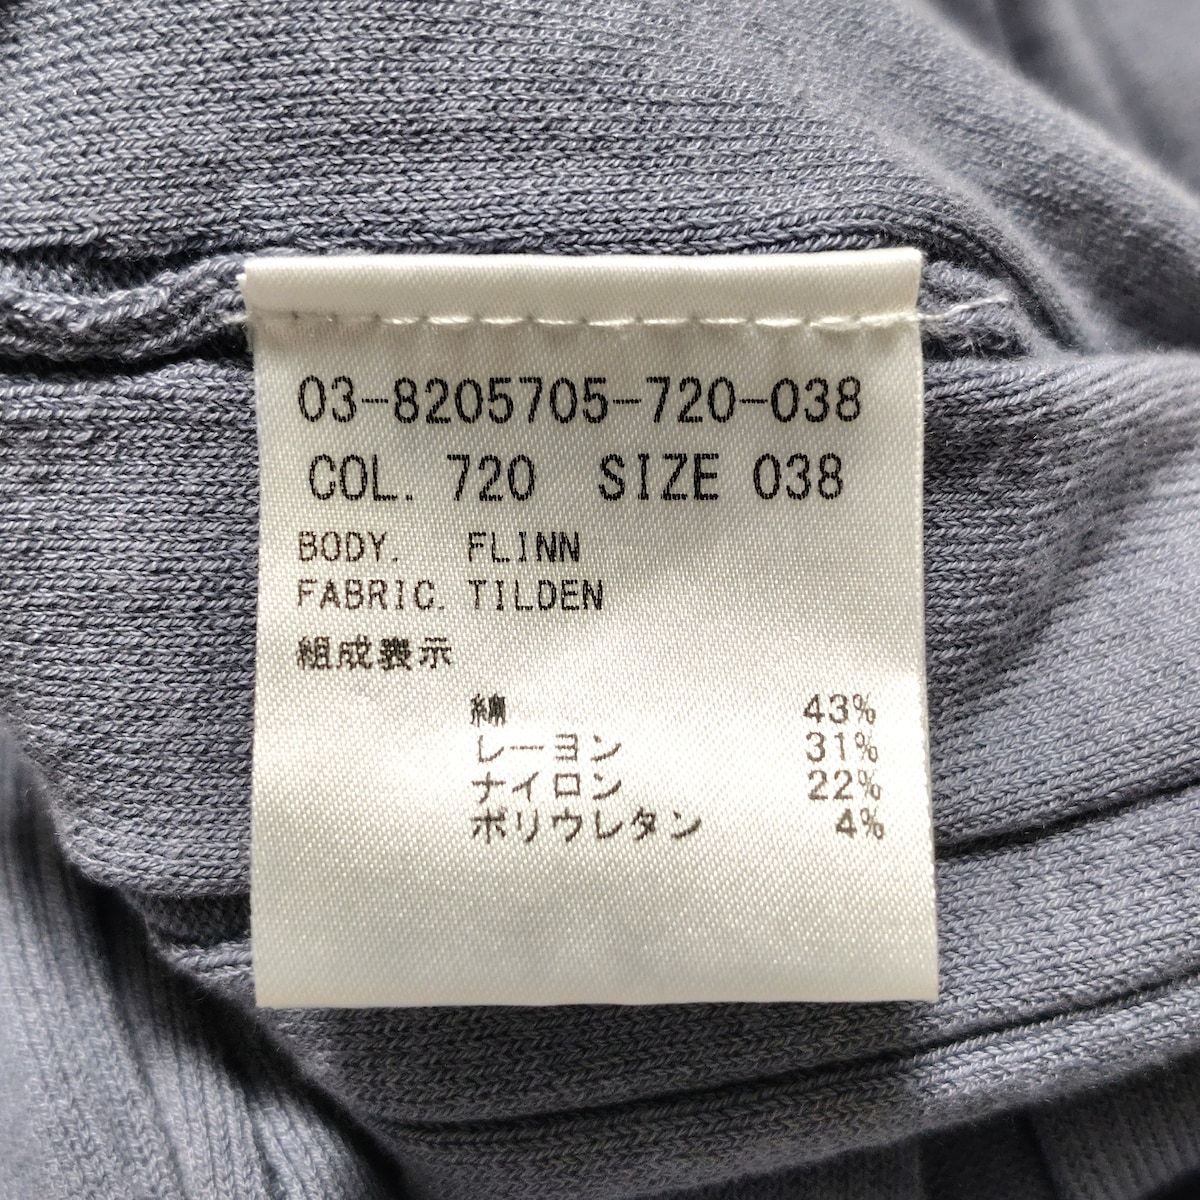 03-8205705-720-038
COL. 720 SIZE 038
BODY. FLINN
FABRIC. TILDEN
組成表示
綿 43%
レーヨン 31%
ナイロン 22%
ポリウレタン 4%